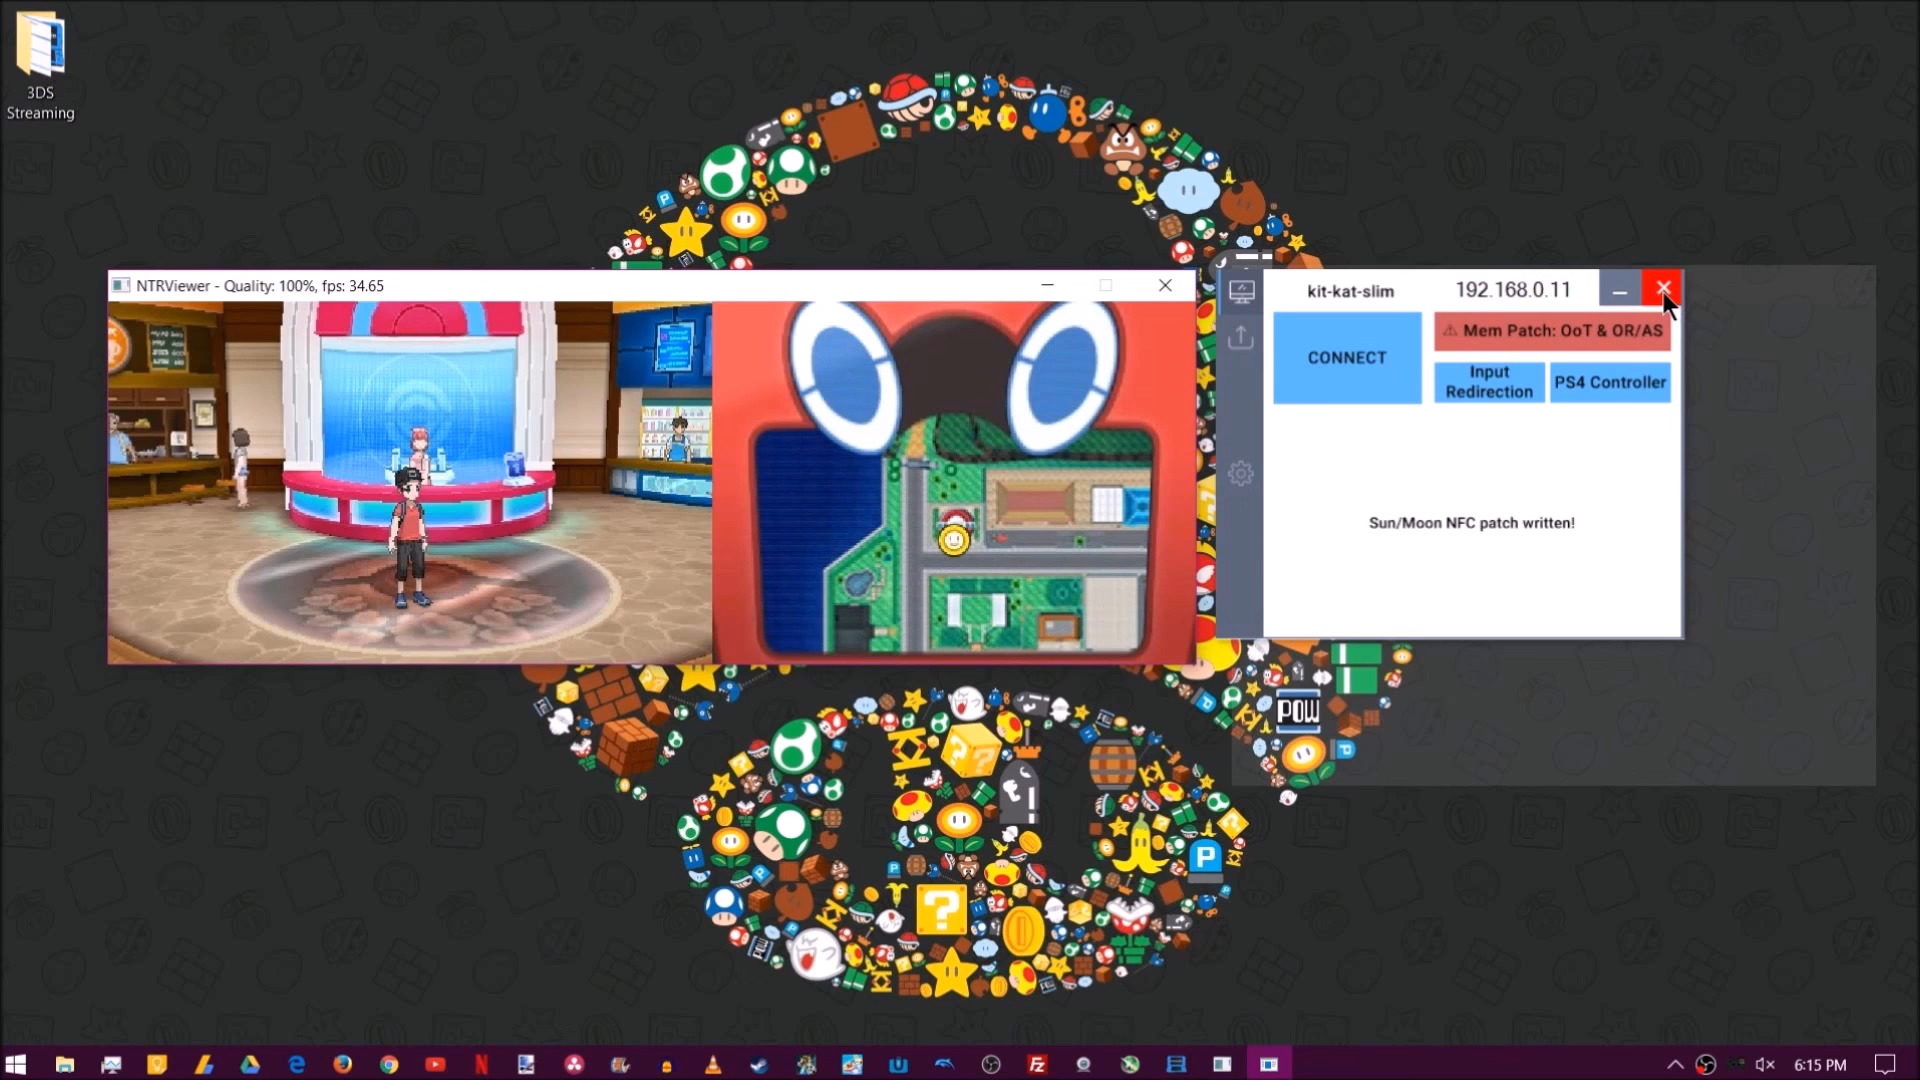 3DS
Streaming
NTRViewer - Quality: 100%, fps: 34.65
kit-kat-slim
192.168.0.11
CONNECT
⚠ Mem Patch: OoT & OR/AS
Input
Redirection
PS4 Controller
Sun/Moon NFC patch written!
POW
P
6:15 PM